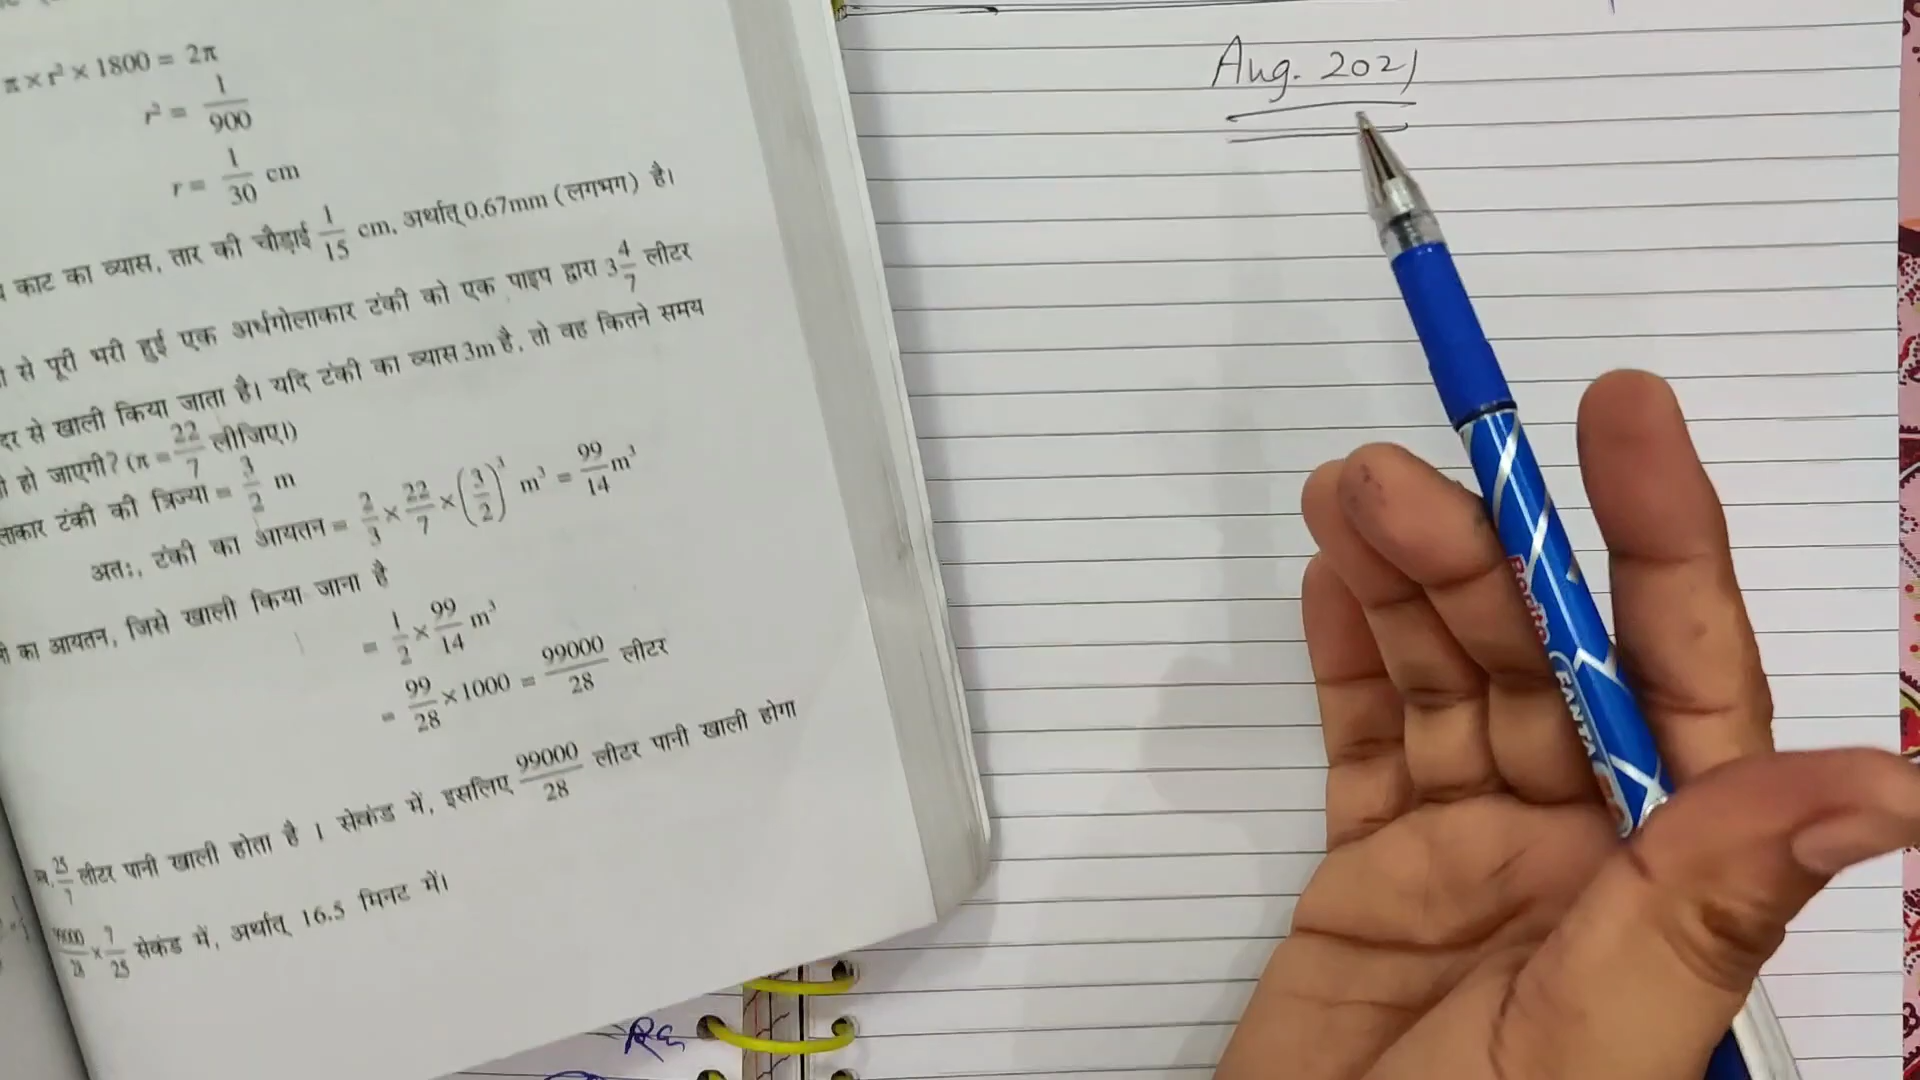 π × r² × 1800 = 2π
r² = 1/900
r = 1/30 cm
काट का व्यास, तार की चौड़ाई 1/15 cm, अर्थात् 0.67mm (लगभग) है।
से पूरी भरी हुई एक अर्धगोलाकार टंकी को एक पाइप द्वारा 3 4/7 लीटर
दर से खाली किया जाता है। यदि टंकी का व्यास 3m है, तो वह कितने समय
हो जाएगी? (π = 22/7 लीजिए।)
टंकी की त्रिज्या = 3/2 m
अतः, टंकी का आयतन = 2/3 × 22/7 × (3/2)³ m³ = 99/14 m³
का आयतन, जिसे खाली किया जाना है
= 1/2 × 99/14 m³
= 99/28 × 1000 = 99000/28 लीटर
25/7 लीटर पानी खाली होता है । सेकंड में, इसलिए 99000/28 लीटर पानी खाली होगा
99000/28 × 7/25 सेकंड में, अर्थात् 16.5 मिनट में।
Aug. 2021
FANTA